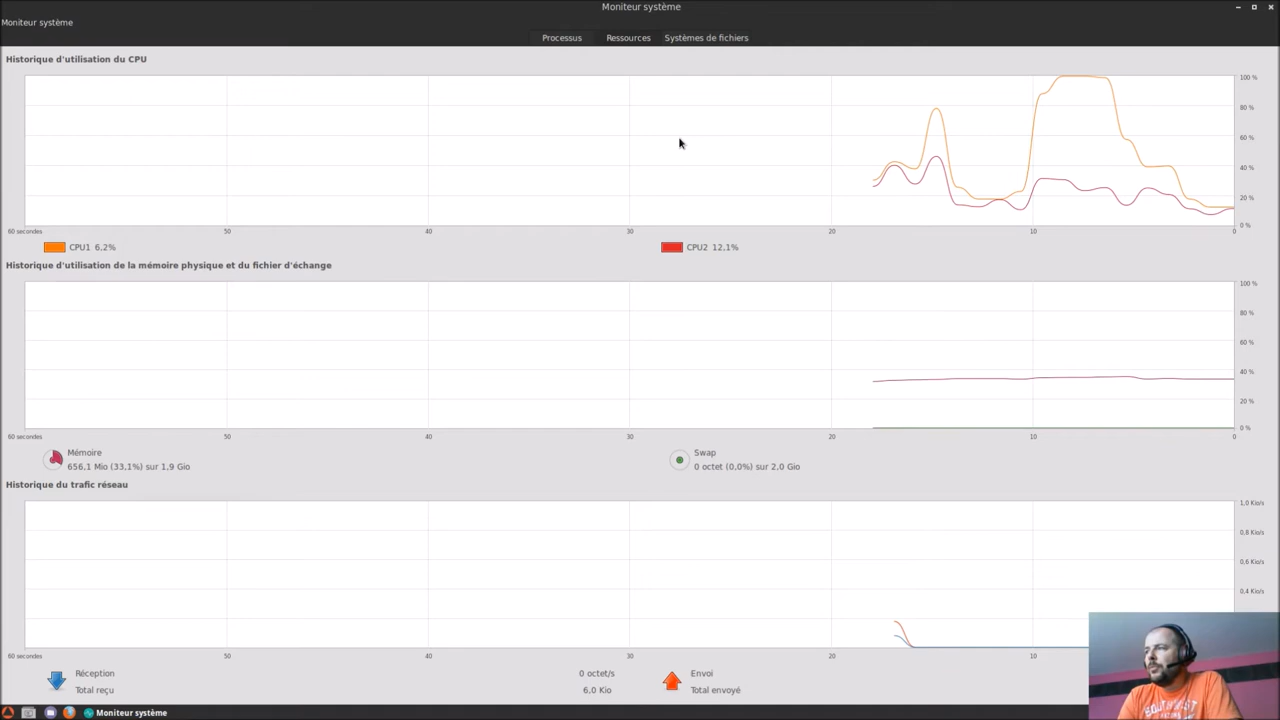 Moniteur système
Moniteur système
Processus Ressources Systèmes de fichiers
Historique d'utilisation du CPU
100 %
80 %
60 %
40 %
20 %
0 %
60 secondes 50 40 30 20 10 0
CPU1 6.2% CPU2 12.1%
Historique d'utilisation de la mémoire physique et du fichier d'échange
100 %
80 %
60 %
40 %
20 %
0 %
60 secondes 50 40 30 20 10 0
Mémoire Swap
656,1 Mio (33,1%) sur 1,9 Gio 0 octet (0,0%) sur 2,0 Gio
Historique du trafic réseau
1,0 Kio/s
0,8 Kio/s
0,6 Kio/s
0,4 Kio/s
60 secondes 50 40 30 20 10
Réception 0 octet/s Envoi
Total reçu 6,0 Kio Total envoyé
Moniteur système